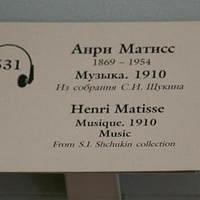 531
Анри Матисс
1869 – 1954
Музыка. 1910
Из собрания С.И. Щукина
Henri Matisse
Musique. 1910
Music
From S.I. Shchukin collection